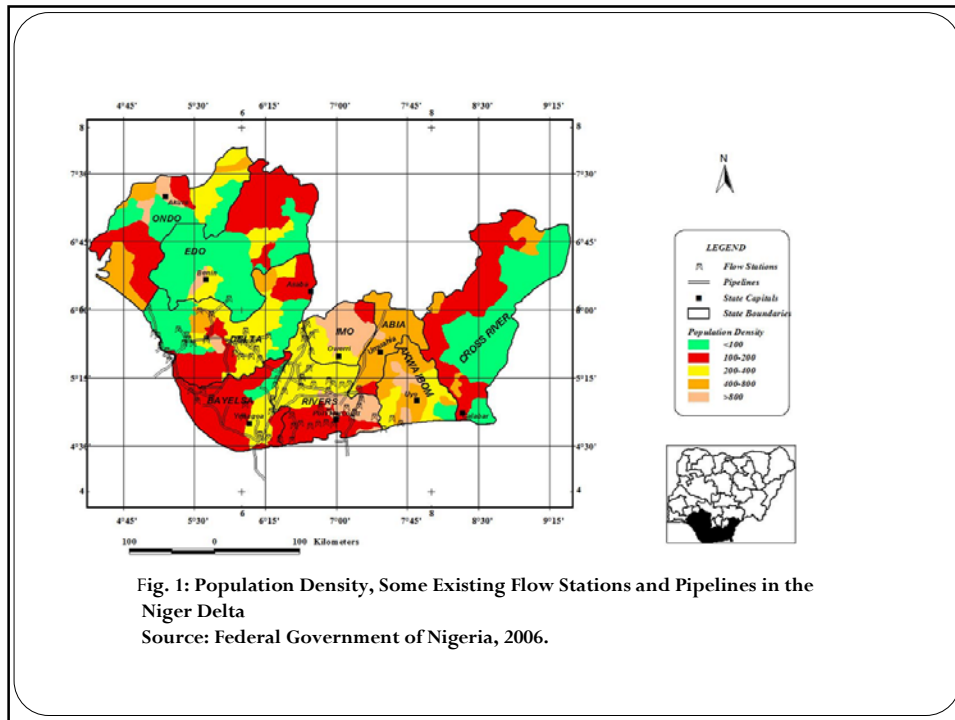 4°45' 5°30' 6°15' 7°00' 7°45' 8°30' 9°15'
6 8
8 8
7°30' 7°30'
ONDO
6°45' 6°45'
EDO
Benin
Asaba
6°00'
DELTA
IMO
ABIA
Owerri
Umuahia
CROSS RIVER
AKWA IBOM
5°15' 5°15'
BAYELSA
RIVERS
Uyo
Calabar
4°30' 4°30'
4 4
6 8
4°45' 5°30' 6°15' 7°00' 7°45' 8°30' 9°15'
100 0 100 Kilometers
N
LEGEND
Flow Stations
Pipelines
State Capitals
State Boundaries
Population Density
<100
100-200
200-400
400-800
>800
Fig. 1: Population Density, Some Existing Flow Stations and Pipelines in the
Niger Delta
Source: Federal Government of Nigeria, 2006.